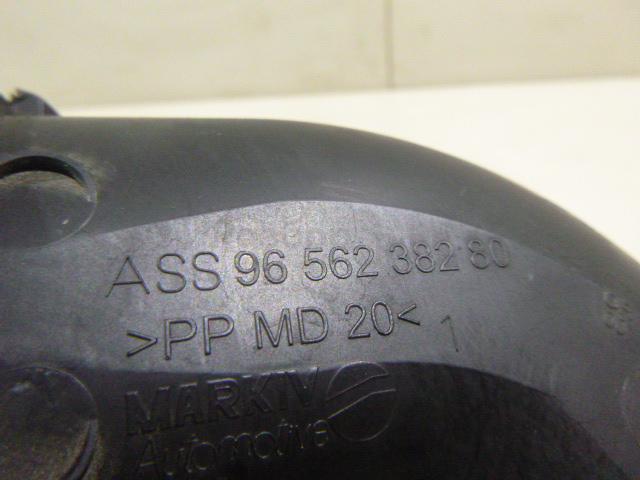 ASS 96 562 382 80
>PP MD 20< 1
MARKIV
Automotive